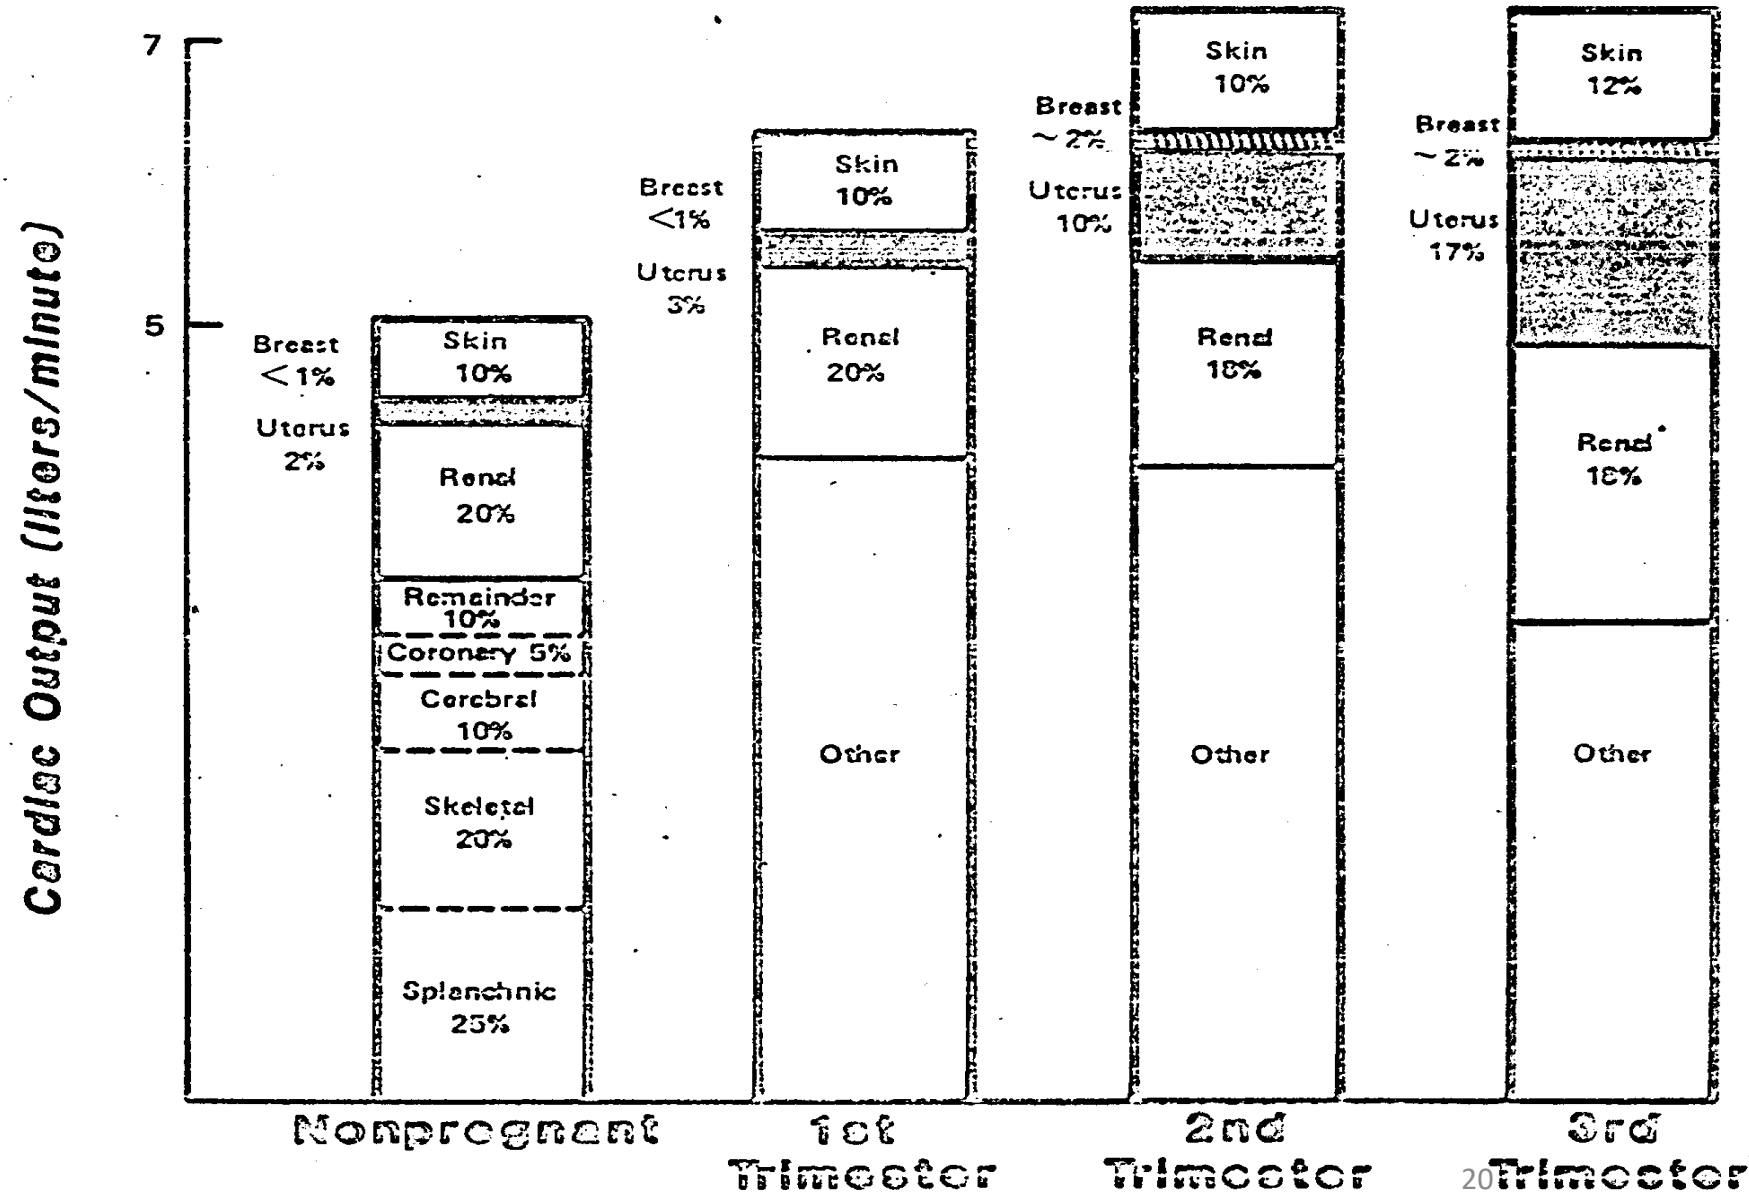 Cardiac Output (liters/minute)
7
5
Breast
<1%
Uterus
2%
Skin
10%
Renal
20%
Remainder
10%
Coronary 5%
Cerebral
10%
Skeletal
20%
Splanchnic
25%
Nonpregnant
Breast
<1%
Uterus
3%
Skin
10%
Renal
20%
Other
1st
Trimester
Breast
~ 2%
Uterus
10%
Skin
10%
Renal
18%
Other
2nd
Trimester
Breast
~ 2%
Uterus
17%
Skin
12%
Renal
18%
Other
3rd
Trimester
20